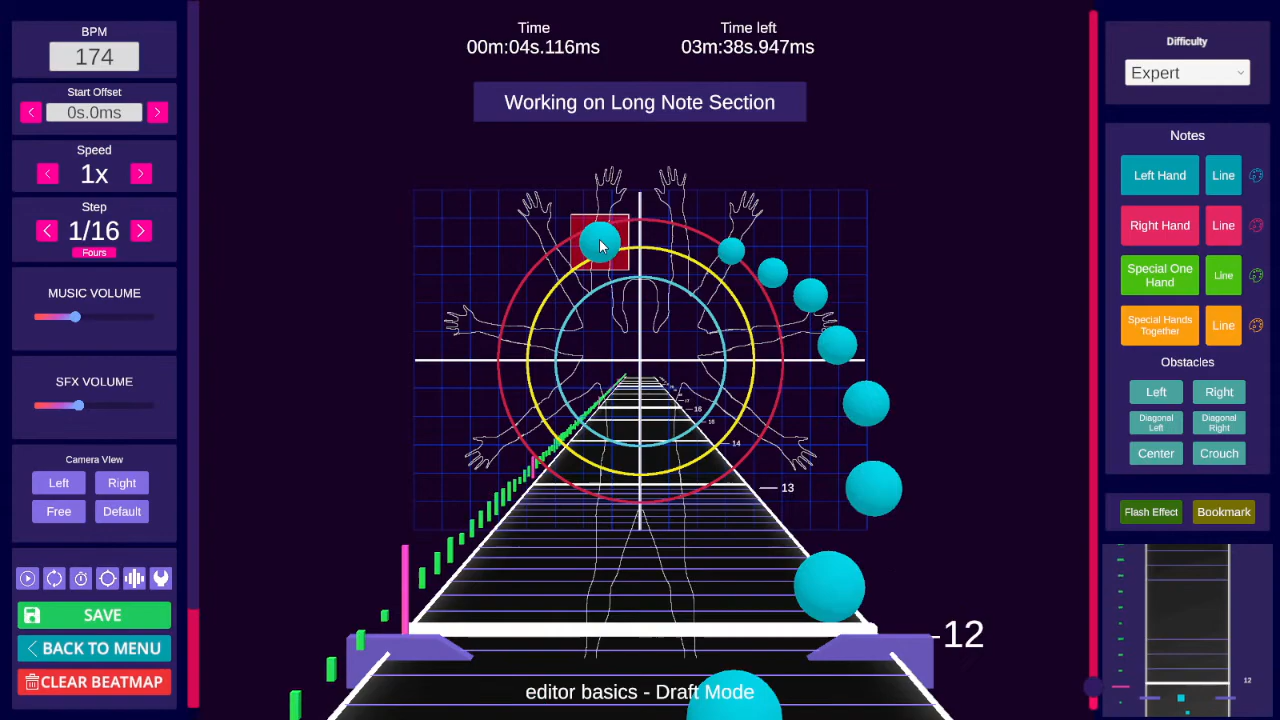 BPM
174
Start Offset
0s.0ms
Speed
1x
Step
1/16
Fours
MUSIC VOLUME
SFX VOLUME
Camera View
Left Right
Free Default
SAVE
BACK TO MENU
CLEAR BEATMAP
Time
00m:04s.116ms
Time left
03m:38s.947ms
Working on Long Note Section
16
14
13
-12
editor basics - Draft Mode
Difficulty
Expert
Notes
Left Hand Line
Right Hand Line
Special One
Hand
Line
Special Hands
Together
Line
Obstacles
Left Right
Diagonal
Left
Diagonal
Right
Center Crouch
Flash Effect Bookmark
12